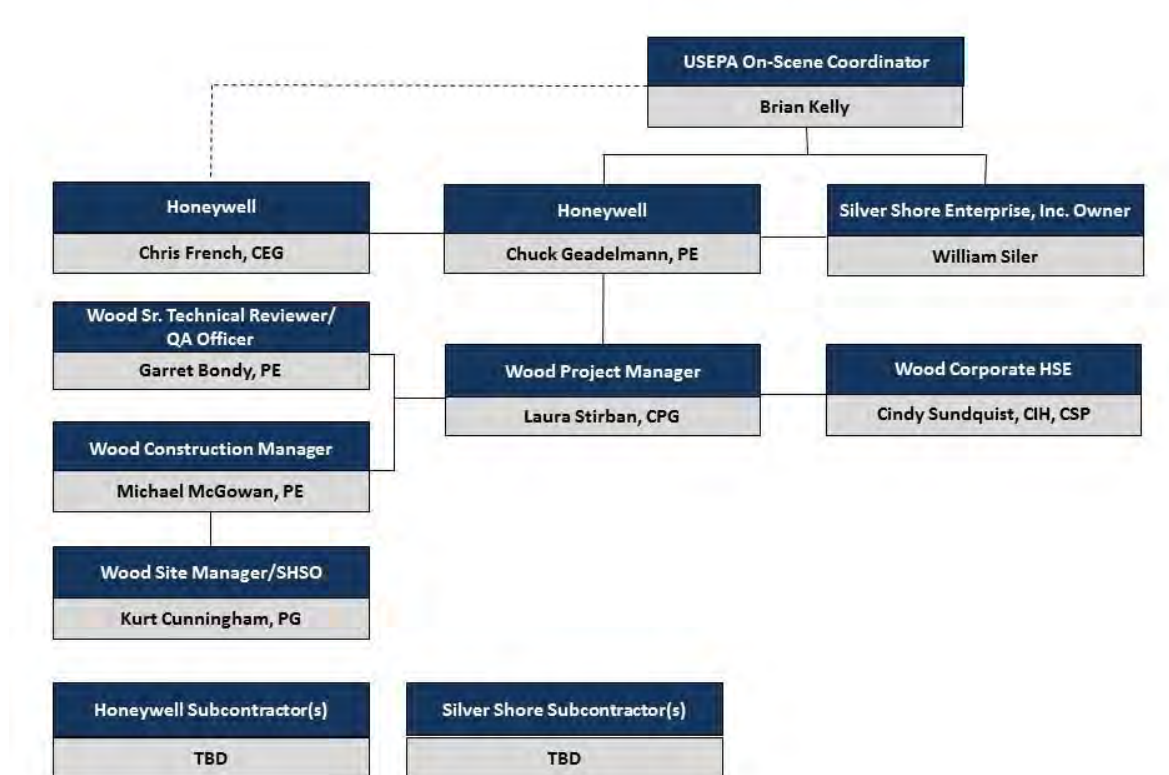 USEPA On-Scene Coordinator
Brian Kelly
Honeywell
Chris French, CEG
Honeywell
Chuck Geadelmann, PE
Silver Shore Enterprise, Inc. Owner
William Siler
Wood Sr. Technical Reviewer/
QA Officer
Garret Bondy, PE
Wood Project Manager
Laura Stirban, CPG
Wood Corporate HSE
Cindy Sundquist, CIH, CSP
Wood Construction Manager
Michael McGowan, PE
Wood Site Manager/SHSO
Kurt Cunningham, PG
Honeywell Subcontractor(s)
TBD
Silver Shore Subcontractor(s)
TBD